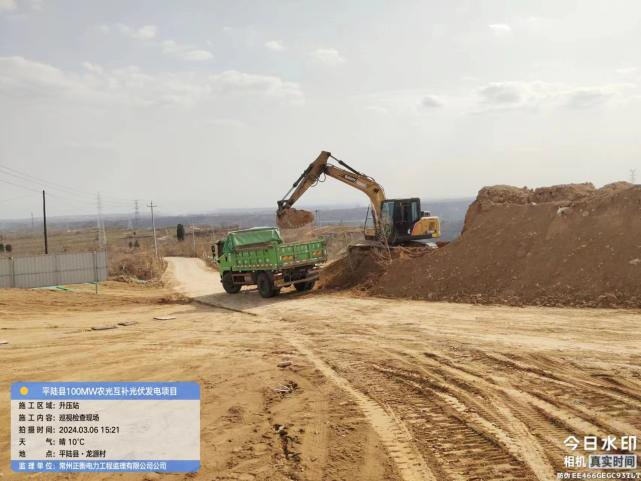 平陆县100MW农光互补光伏发电项目
施工区域：升压站
施工内容：巡视检查现场
拍摄时间：2024.03.06 15:21
天气：晴 10℃
地点：平陆县·龙源村
监理单位：常州正衡电力工程监理有限公司公司
今日水印
相机 真实时间
防伪 EE466GEGC93ILT